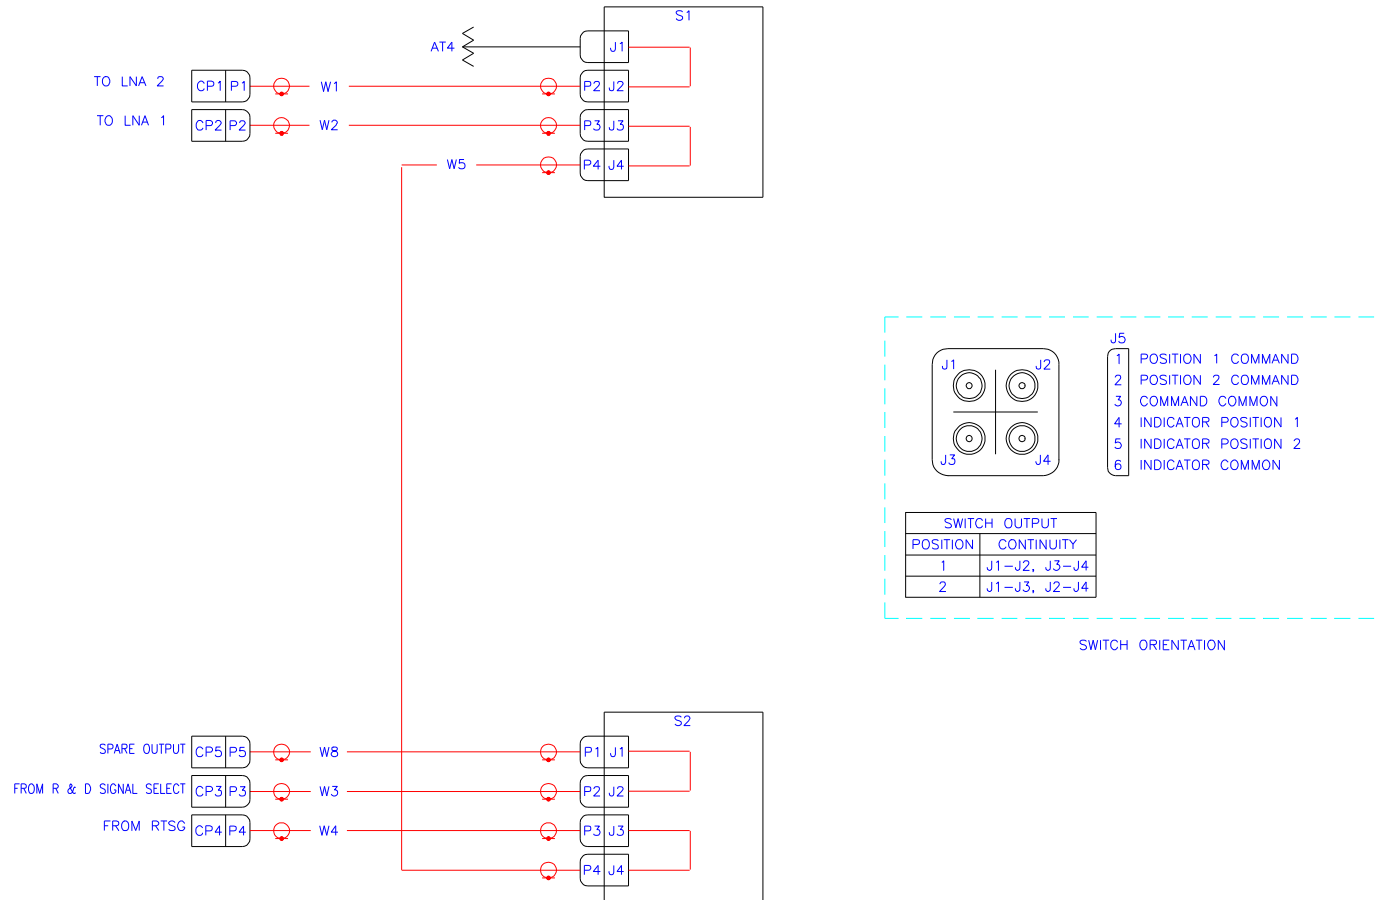 S1
AT4
J1
TO LNA 2
CP1 P1
W1
P2 J2
TO LNA 1
CP2 P2
W2
P3 J3
W5
P4 J4
J1
J2
J3
J4
J5
1 POSITION 1 COMMAND
2 POSITION 2 COMMAND
3 COMMAND COMMON
4 INDICATOR POSITION 1
5 INDICATOR POSITION 2
6 INDICATOR COMMON
SWITCH OUTPUT
POSITION CONTINUITY
1 J1-J2, J3-J4
2 J1-J3, J2-J4
SWITCH ORIENTATION
S2
SPARE OUTPUT
CP5 P5
W8
P1 J1
FROM R & D SIGNAL SELECT
CP3 P3
W3
P2 J2
FROM RTSG
CP4 P4
W4
P3 J3
P4 J4